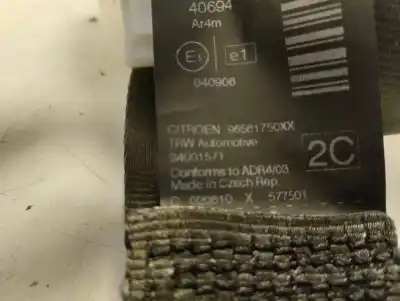 40694
Ar4m
E1 e1
040906
CITROEN 96561750XX
TRW Automotive
34001571
2C
Conforms to ADR4/03
Made in Czech Rep.
X 577501